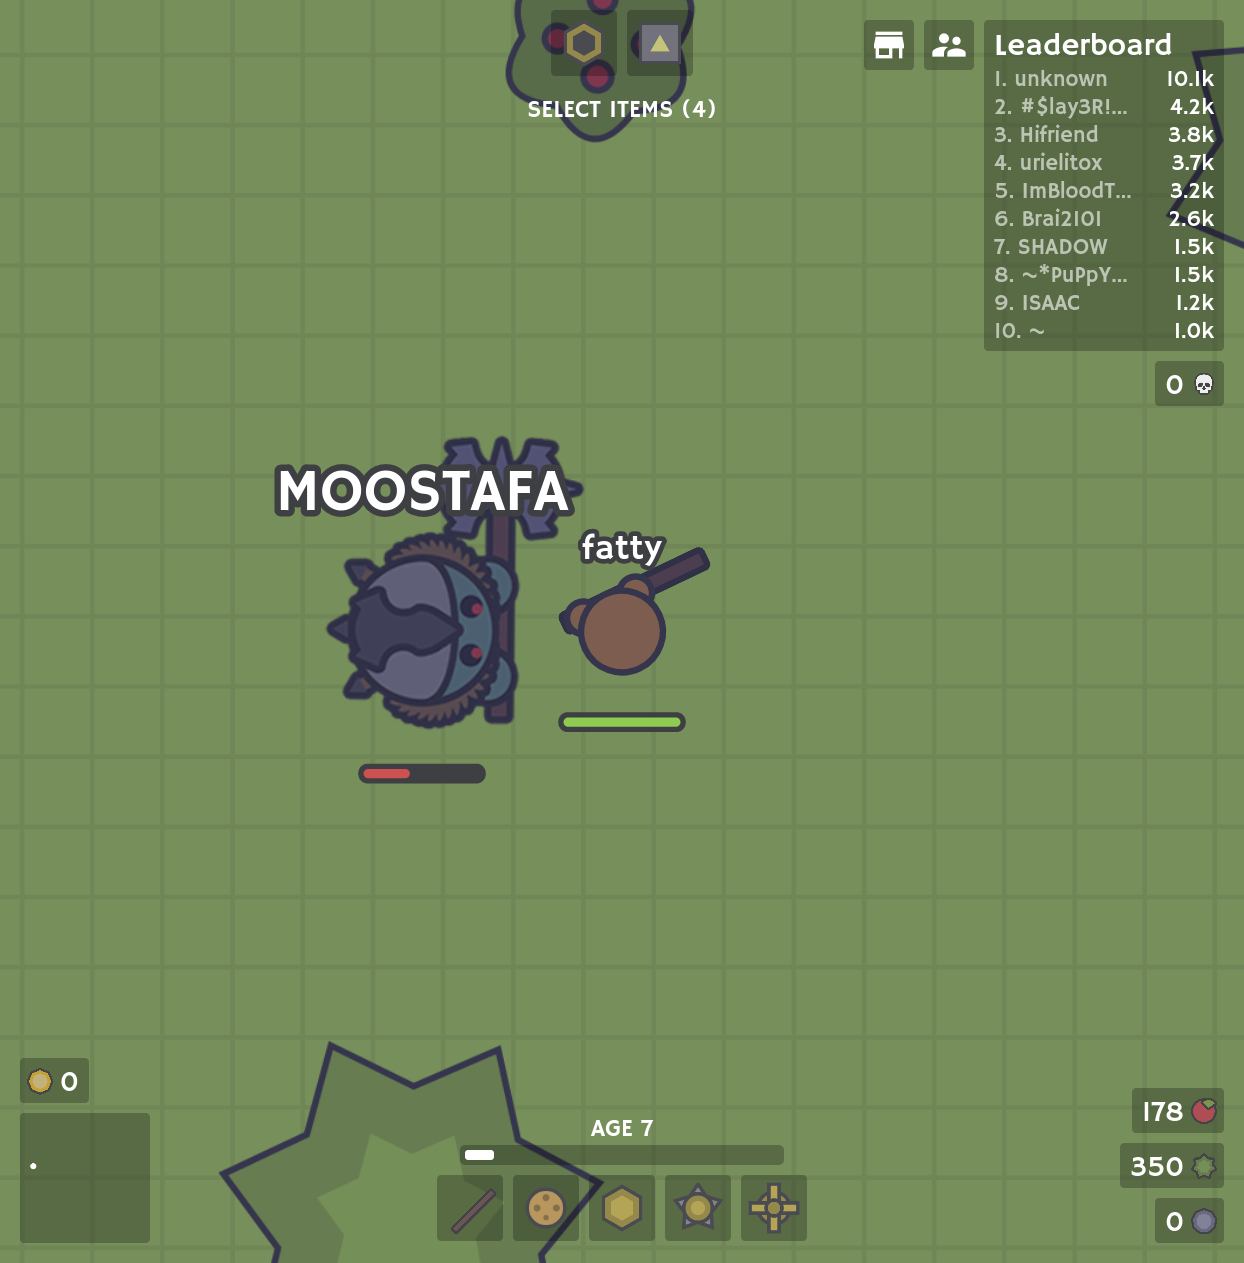 SELECT ITEMS (4)
Leaderboard
1. unknown 10.1k
2. #$lay3R!... 4.2k
3. Hifriend 3.8k
4. urielitox 3.7k
5. ImBloodT... 3.2k
6. Brai2101 2.6k
7. SHADOW 1.5k
8. ~*PuPpY... 1.5k
9. ISAAC 1.2k
10. ~ 1.0k
0
MOOSTAFA
fatty
0
AGE 7
178
350
0